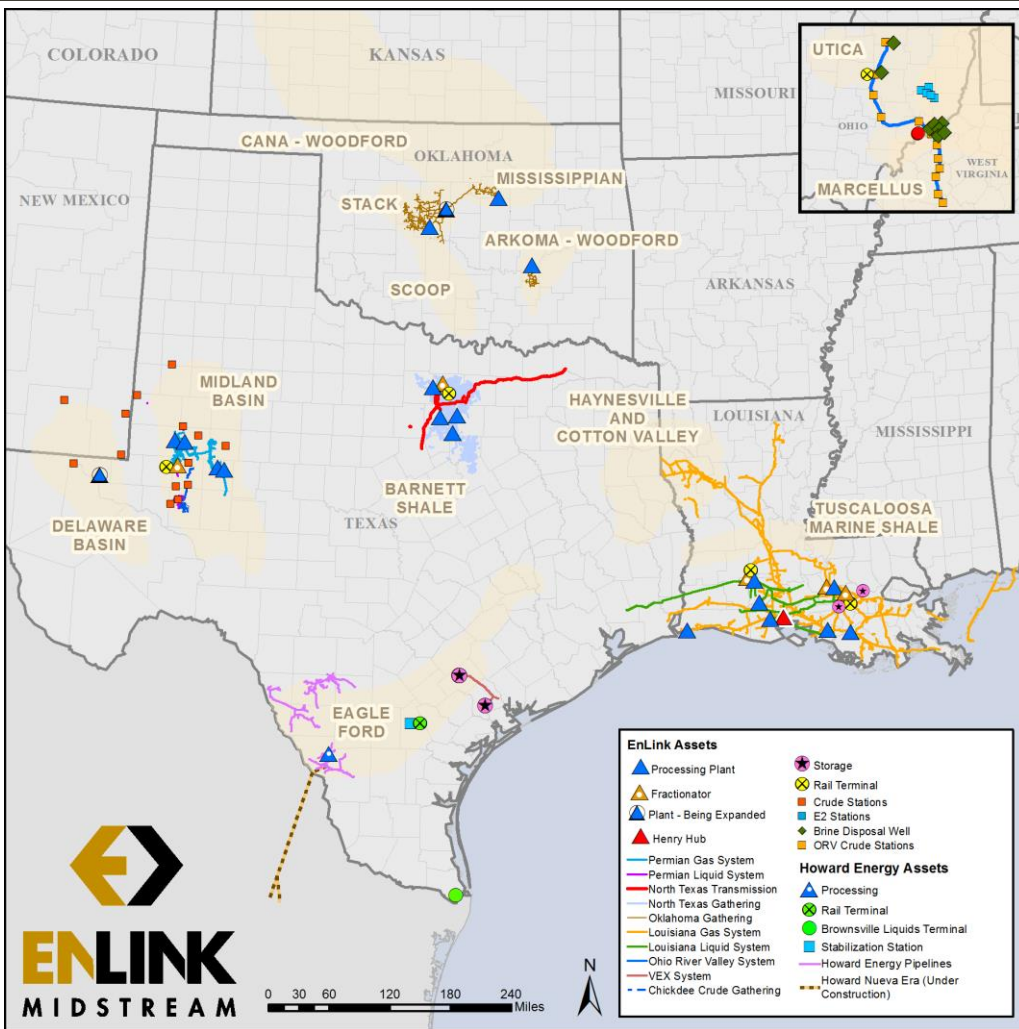 COLORADO
KANSAS
MISSOURI
UTICA
OHIO
WEST
VIRGINIA
MARCELLUS
CANA - WOODFORD
OKLAHOMA
MISSISSIPPIAN
NEW MEXICO
STACK
ARKOMA - WOODFORD
SCOOP
ARKANSAS
MIDLAND
BASIN
HAYNESVILLE
AND
COTTON VALLEY
LOUISIANA
MISSISSIPPI
BARNETT
SHALE
TEXAS
DELAWARE
BASIN
TUSCALOOSA
MARINE SHALE
EAGLE
FORD
EnLink Assets
Processing Plant
Fractionator
Plant - Being Expanded
Henry Hub
Permian Gas System
Permian Liquid System
North Texas Transmission
North Texas Gathering
Oklahoma Gathering
Louisiana Gas System
Louisiana Liquid System
Ohio River Valley System
VEX System
Chickdee Crude Gathering
Storage
Rail Terminal
Crude Stations
E2 Stations
Brine Disposal Well
ORV Crude Stations
Howard Energy Assets
Processing
Rail Terminal
Brownsville Liquids Terminal
Stabilization Station
Howard Energy Pipelines
Howard Nueva Era (Under
Construction)
ENLINK
MIDSTREAM
0 30 60 120 180 240
Miles
N